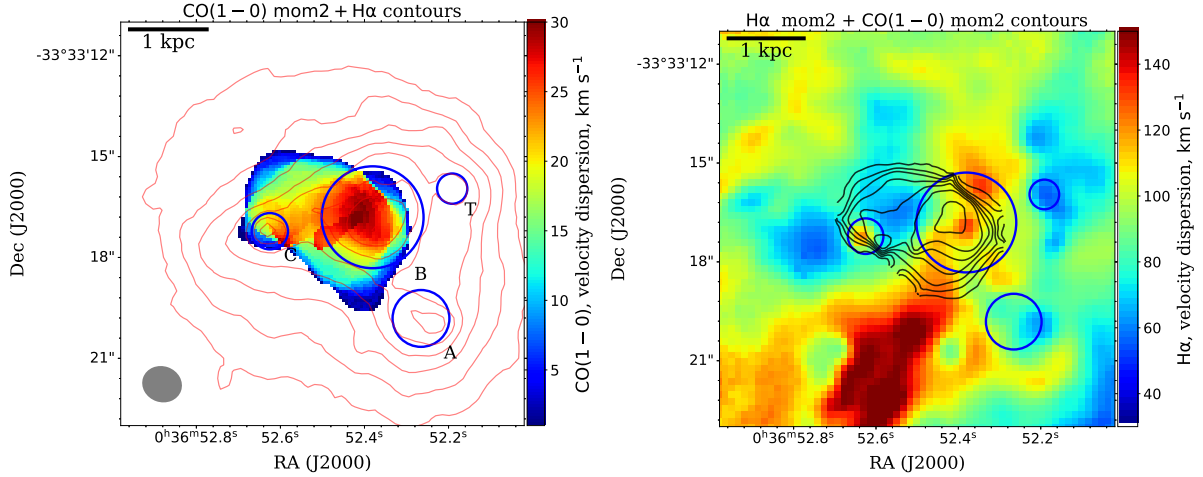 CO(1−0) mom2 + Hα contours
1 kpc
-33°33'12"
15"
18"
21"
Dec (J2000)
0ʰ36ᵐ52.8ˢ
52.6ˢ
52.4ˢ
52.2ˢ
RA (J2000)
T
C
B
A
30
25
20
15
10
5
CO(1−0), velocity dispersion, km s⁻¹
Hα mom2 + CO(1−0) mom2 contours
1 kpc
-33°33'12"
15"
18"
21"
Dec (J2000)
0ʰ36ᵐ52.8ˢ
52.6ˢ
52.4ˢ
52.2ˢ
RA (J2000)
140
120
100
80
60
40
Hα, velocity dispersion, km s⁻¹